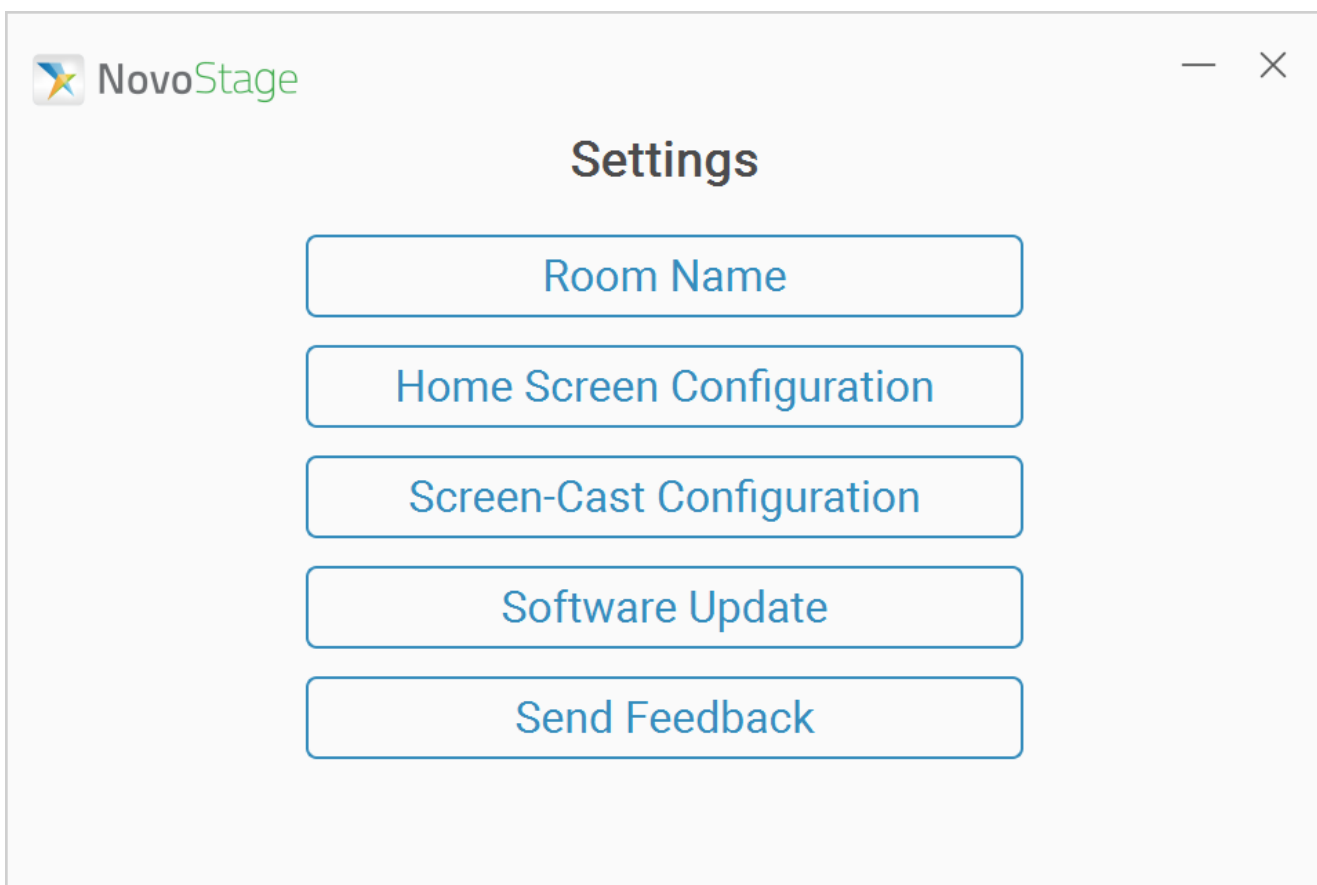 NovoStage
Settings
Room Name
Home Screen Configuration
Screen-Cast Configuration
Software Update
Send Feedback